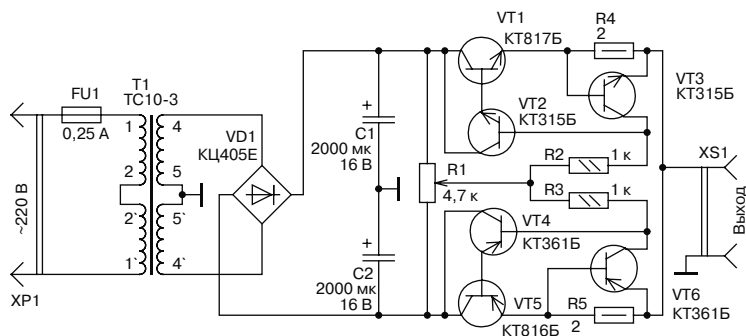 VT1
КТ817Б
R4
2
VT3
КТ315Б
FU1
0,25 А
T1
ТС10-3
1
4
VD1
КЦ405Е
2
5
2`
5`
1`
4`
~220 В
XP1
+
C1
2000 мк
16 В
VT2
КТ315Б
R2
1 к
R1
4,7 к
R3
1 к
XS1
Выход
+
C2
2000 мк
16 В
VT4
КТ361Б
VT5
КТ816Б
R5
2
VT6
КТ361Б